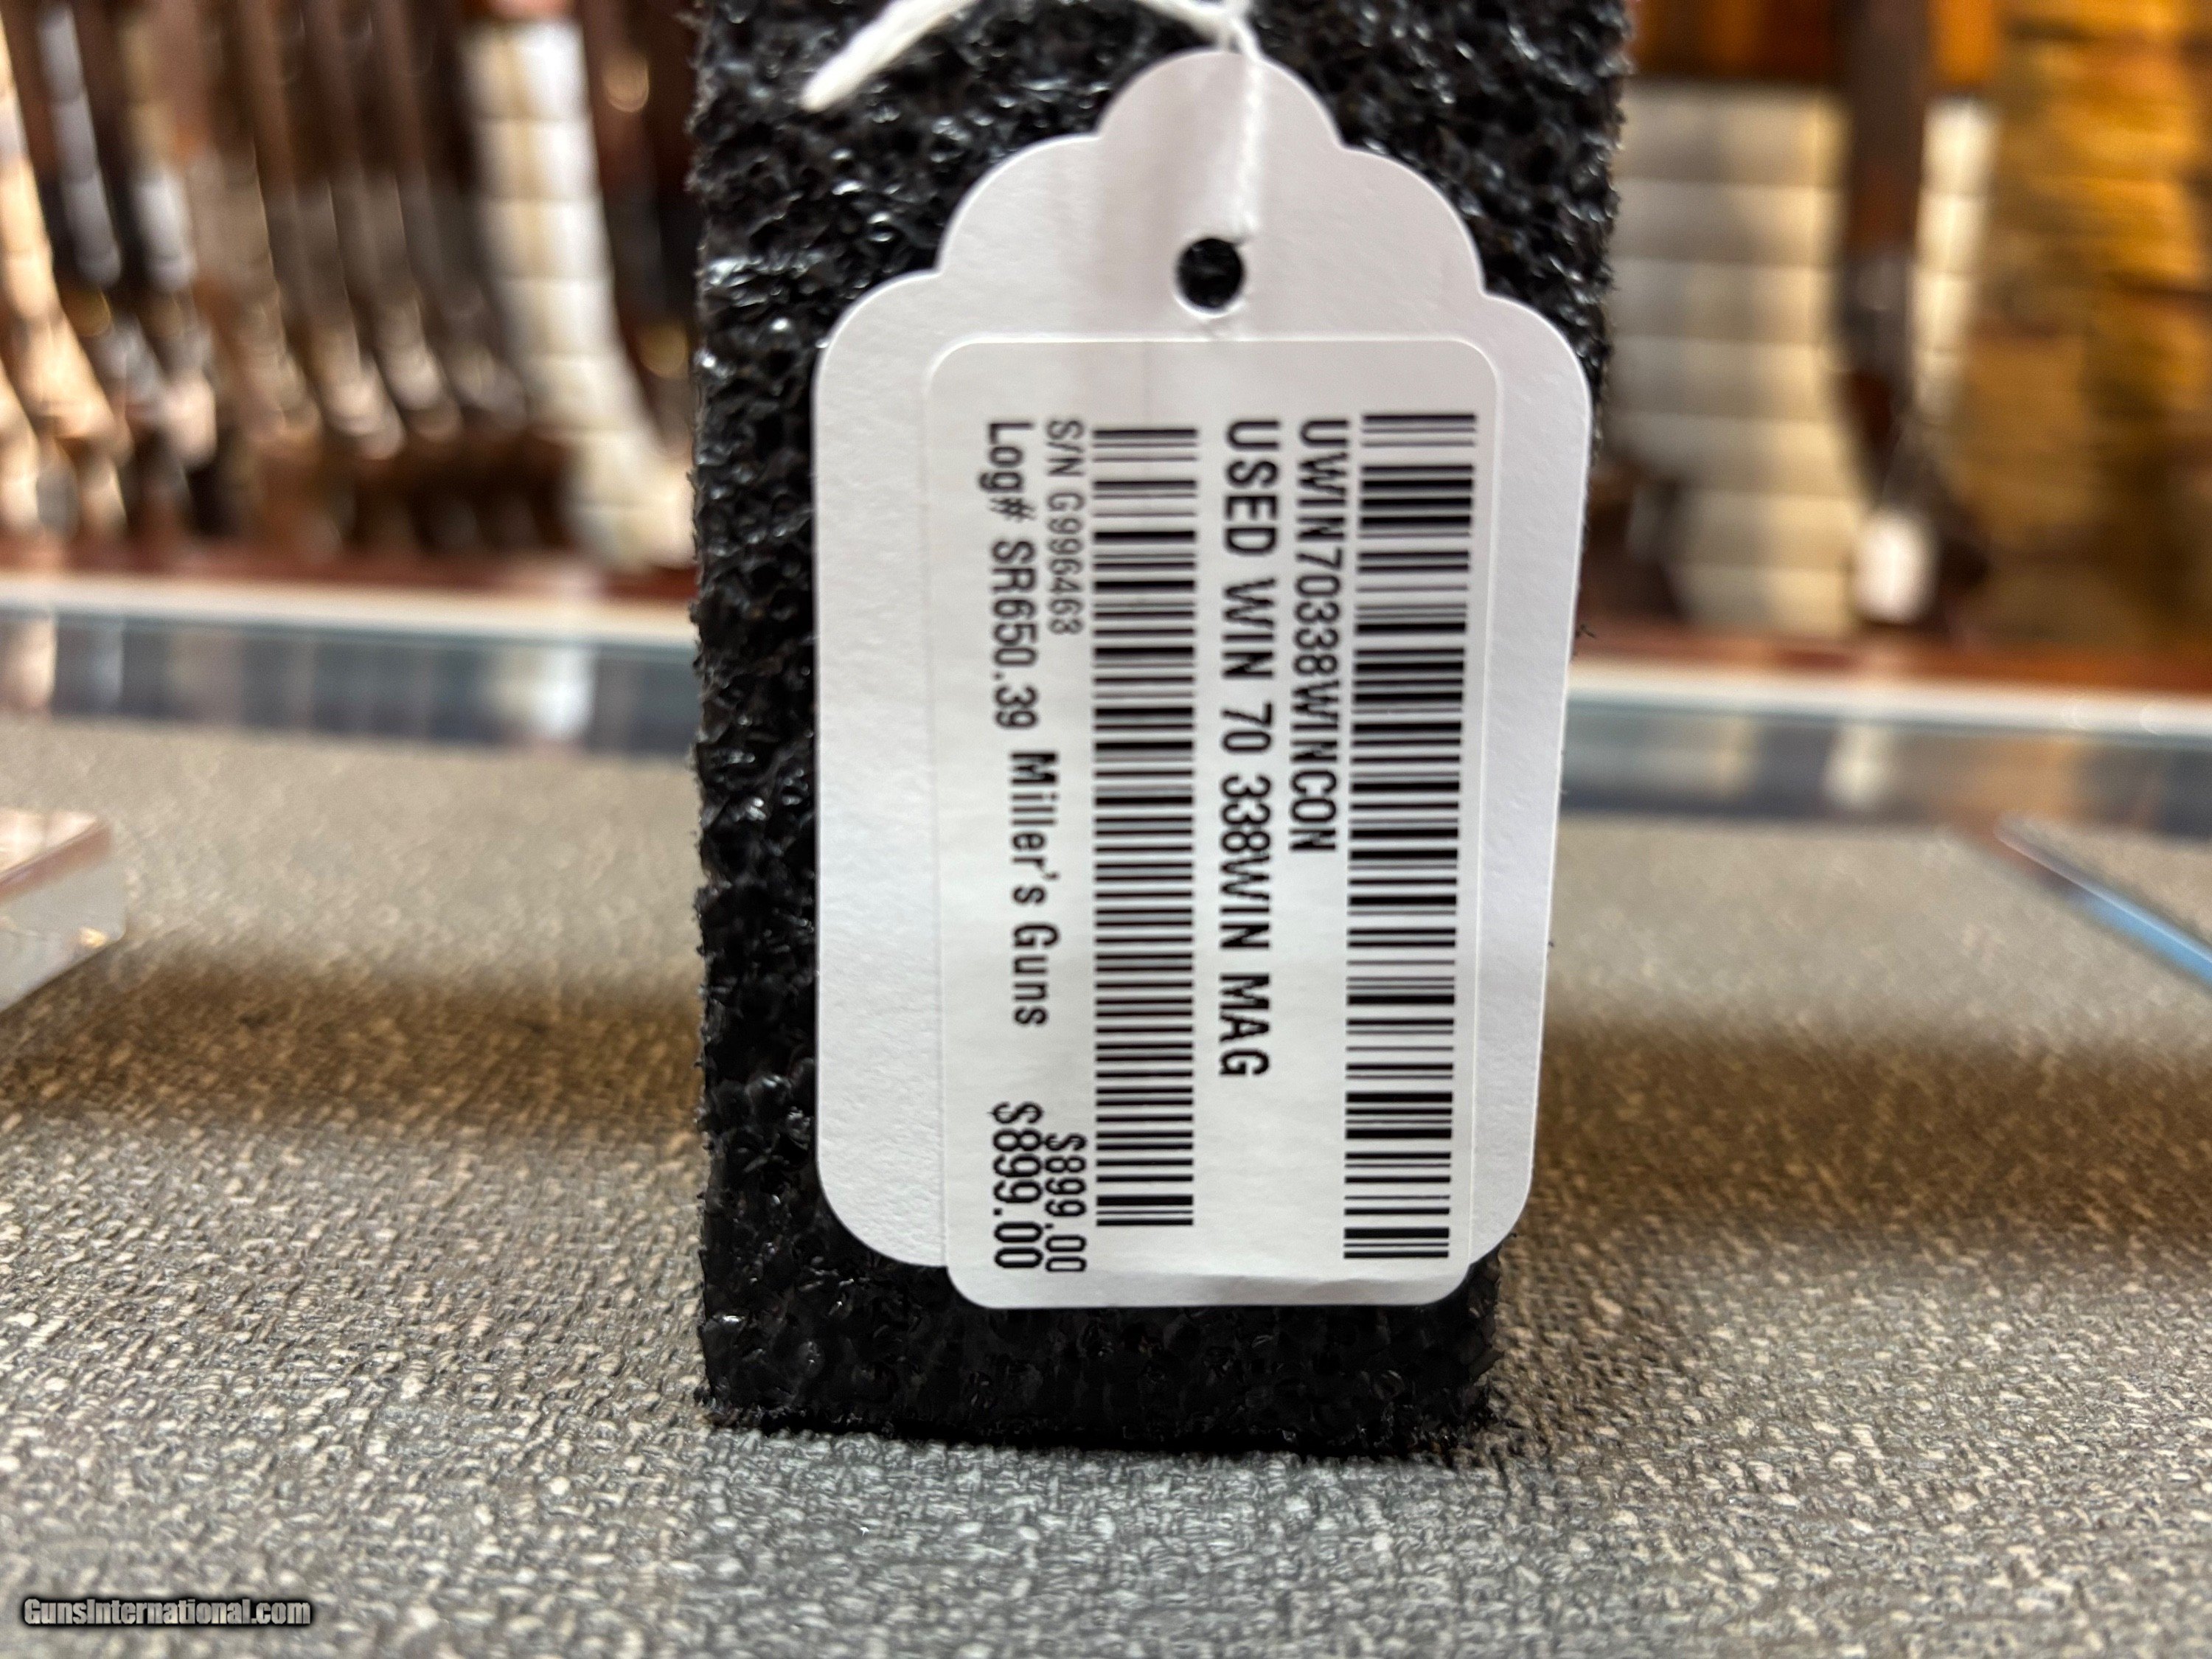 UWIN70338WINCON
USED WIN 70 338WIN MAG
S/N G996463 $899.00
Log# SR650.39 Miller's Guns $899.00
GunsInternational.com